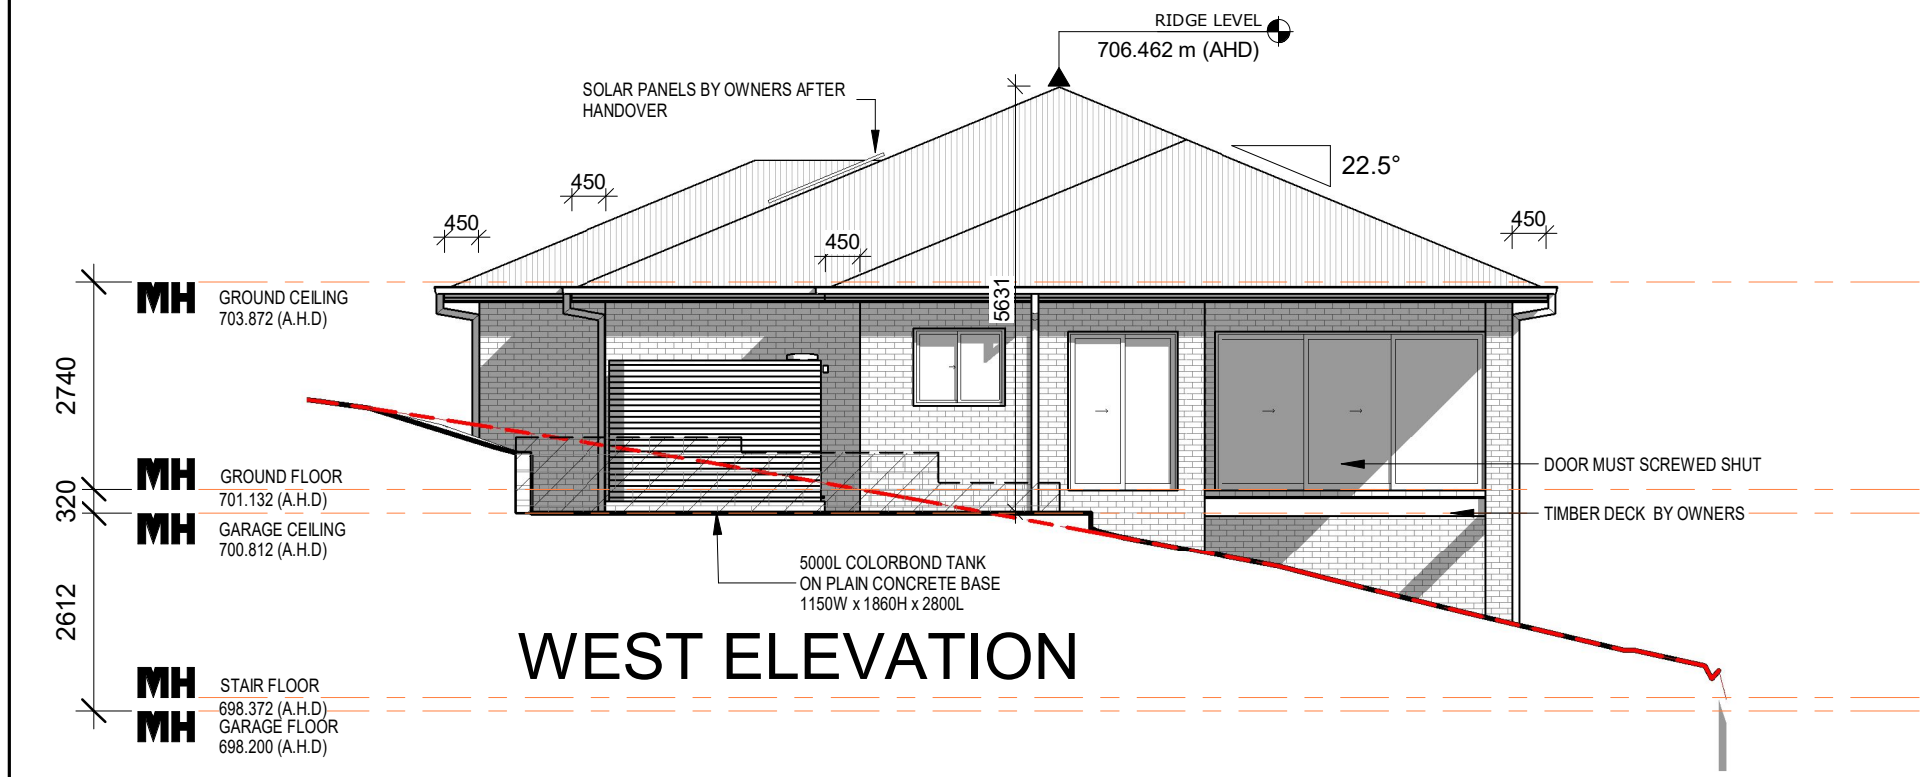 RIDGE LEVEL
706.462 m (AHD)
SOLAR PANELS BY OWNERS AFTER
HANDOVER
22.5°
450
450
450
450
5631
MH
GROUND CEILING
703.872 (A.H.D)
2740
MH
GROUND FLOOR
701.132 (A.H.D)
320
MH
GARAGE CEILING
700.812 (A.H.D)
DOOR MUST SCREWED SHUT
TIMBER DECK BY OWNERS
5000L COLORBOND TANK
ON PLAIN CONCRETE BASE
1150W x 1860H x 2800L
2612
WEST ELEVATION
MH
STAIR FLOOR
698.372 (A.H.D)
MH
GARAGE FLOOR
698.200 (A.H.D)